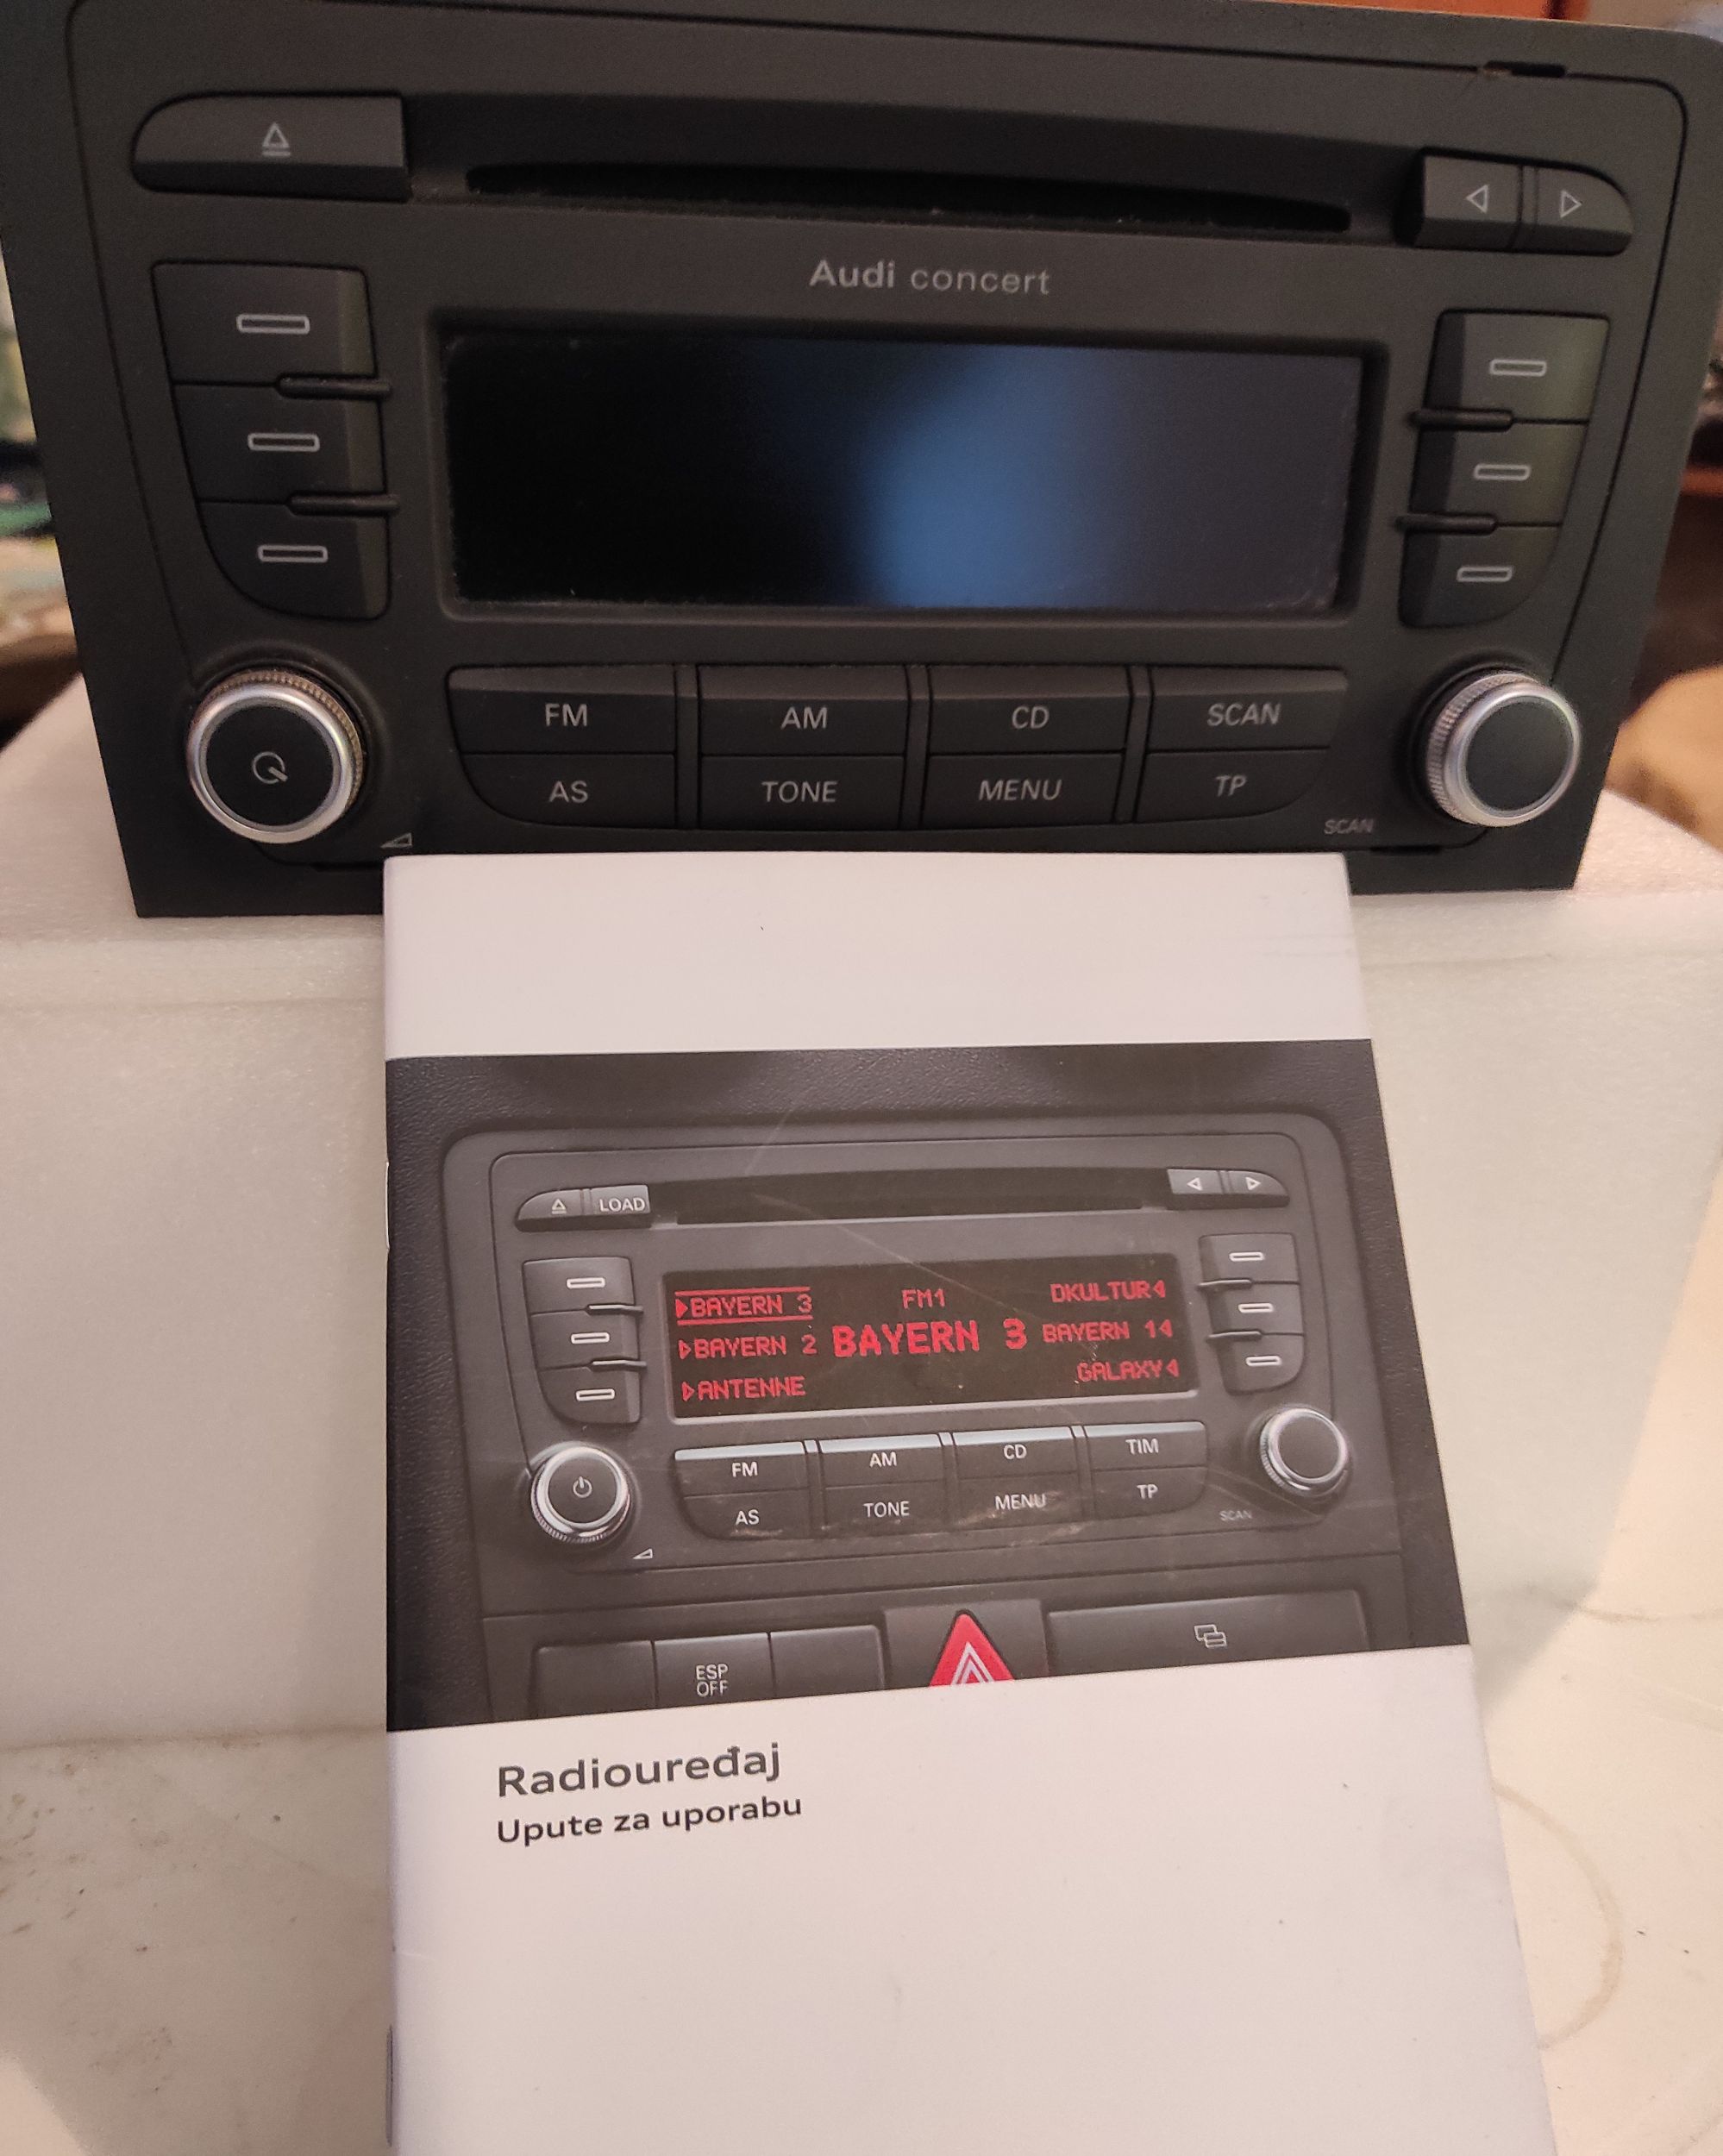 Audi concert
FM AM CD SCAN
AS TONE MENU TP
SCAN
LOAD
BAYERN 3 FM1 DKULTUR
BAYERN 2 BAYERN 3 BAYERN 1
ANTENNE GALAXY
FM AM CD TIM
AS TONE MENU TP
SCAN
ESP
OFF
Radiouređaj
Upute za uporabu